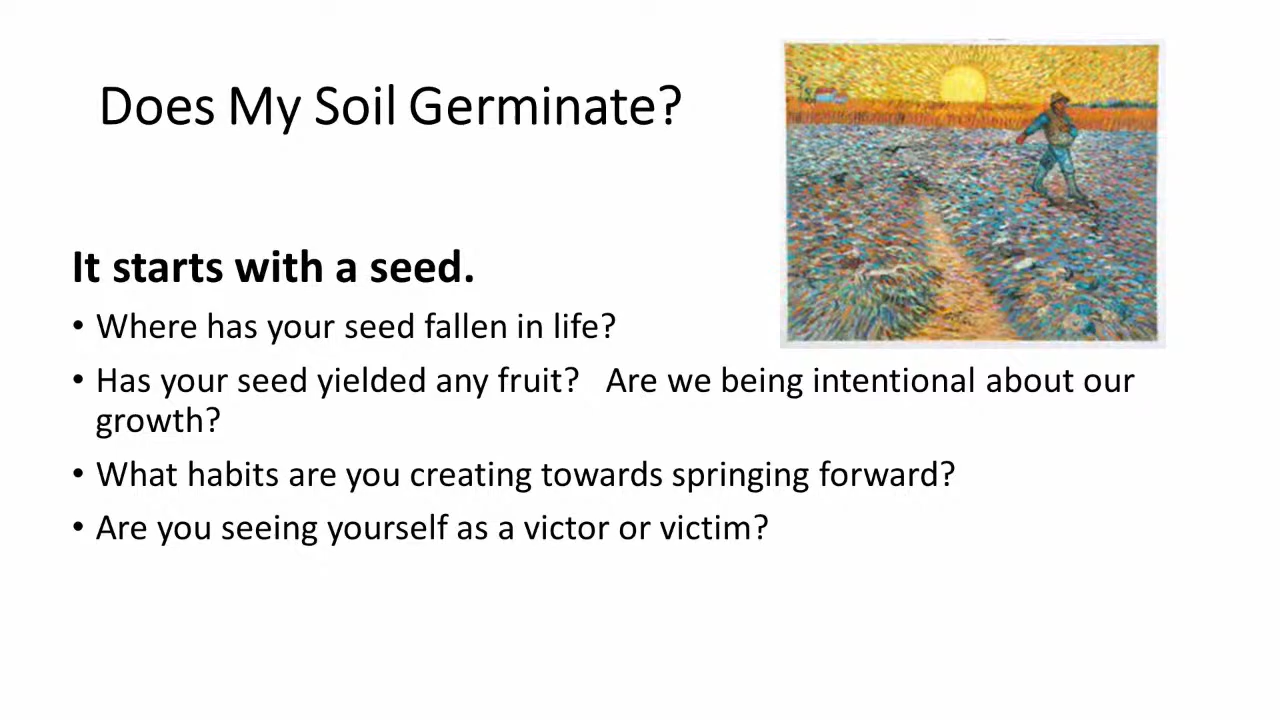 Does My Soil Germinate?
It starts with a seed.
• Where has your seed fallen in life?
• Has your seed yielded any fruit?   Are we being intentional about our
growth?
• What habits are you creating towards springing forward?
• Are you seeing yourself as a victor or victim?